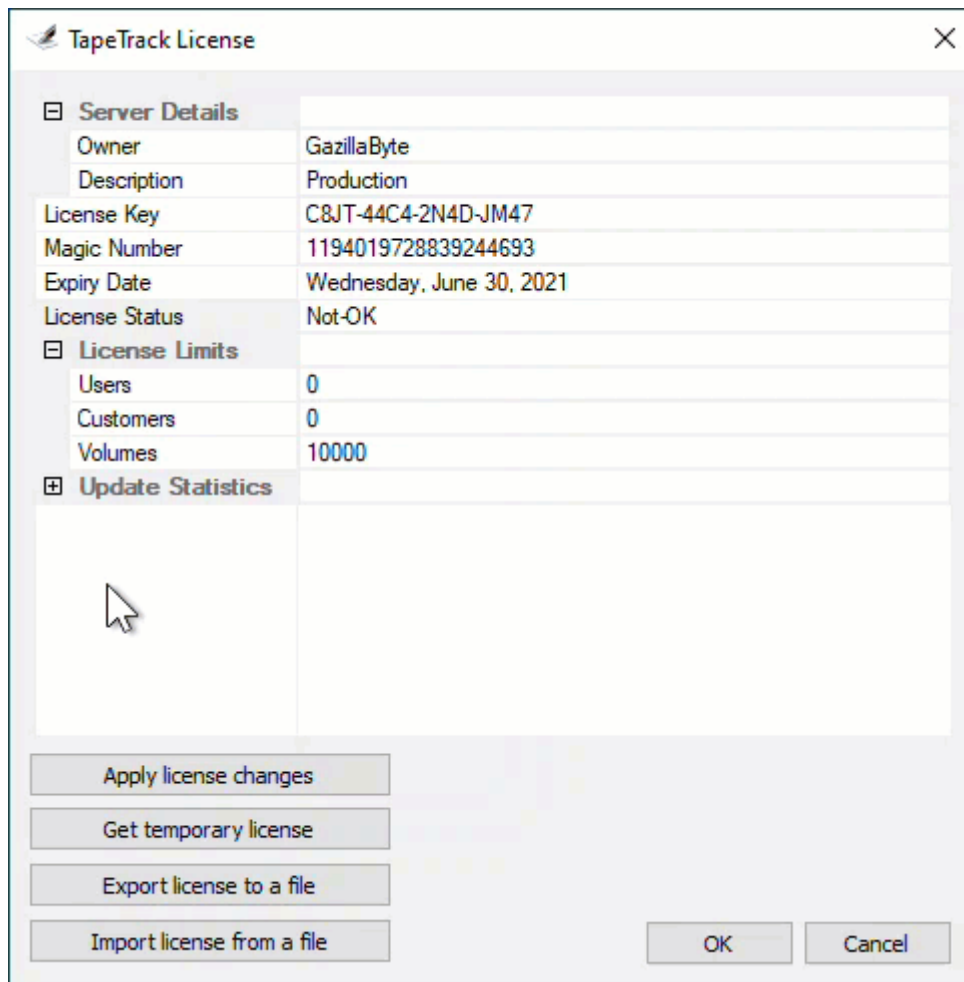 TapeTrack License
Server Details
Owner GazillaByte
Description Production
License Key C8JT-44C4-2N4D-JM47
Magic Number 1194019728839244693
Expiry Date Wednesday, June 30, 2021
License Status Not-OK
License Limits
Users 0
Customers 0
Volumes 10000
Update Statistics
Apply license changes
Get temporary license
Export license to a file
Import license from a file
OK Cancel